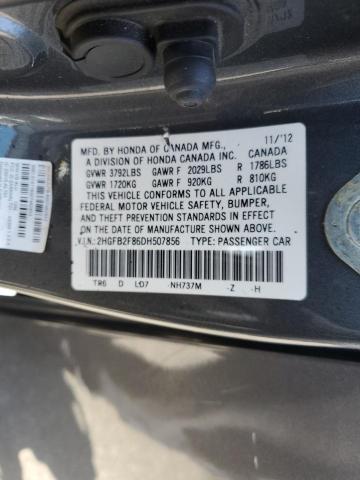 MFD. BY HONDA OF CANADA MFG., 11/'12
A DIVISION OF HONDA CANADA INC. CANADA
GVWR 3792LBS GAWR F 2029LBS R 1786LBS
GVWR 1720KG GAWR F 920KG R 810KG
THIS VEHICLE CONFORMS TO ALL APPLICABLE
FEDERAL MOTOR VEHICLE SAFETY, BUMPER,
AND THEFT PREVENTION STANDARDS IN EFFECT
ON THE DATE OF MANUFACTURE SHOWN ABOVE.
V.I.N.: 2HGFB2F86DH507856 TYPE: PASSENGER CAR
TR6 D LD7 NH737M -Z -H